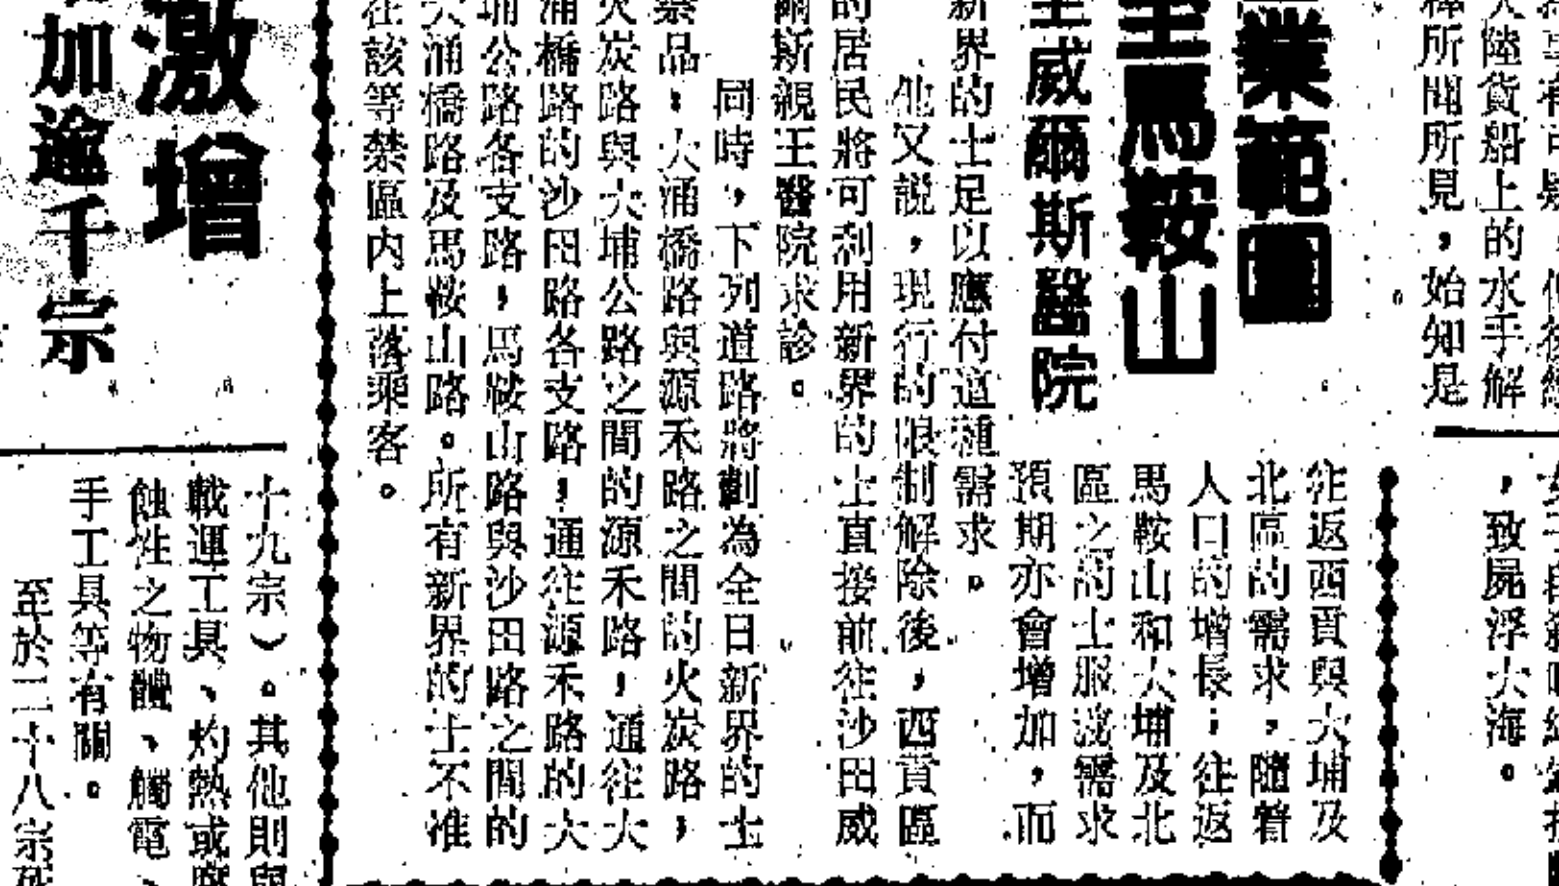 釋所聞所見，始知是
大陸貨船上的水手解
，致屍浮大海。
業範圍
至馬鞍山
至威爾斯醫院
往返西貢與大埔及
北區的需求，隨着
人口的增長；往返
馬鞍山和大埔及北
區之的士服務需求
預期亦會增加，而
新界的士足以應付這種需求。
他又說，現行的限制解除後，西貢區
的居民將可利用新界的士直接前往沙田威
爾斯親王醫院求診。
同時，下列道路將劃為全日新界的士
禁品：大涌橋路與源禾路之間的火炭路，
火炭路與大埔公路之間的源禾路，通往大
涌橋路的沙田路各支路，通往源禾路的大
埔公路各支路，馬鞍山路與沙田路之間的
大涌橋路及馬鞍山路。所有新界的士不准
在該等禁區內上落乘客。
激增
加逾千宗
十九宗）。其他則與
載運工具、灼熱或腐
蝕性之物體、觸電、
手工具等有關。
至於二十八宗死